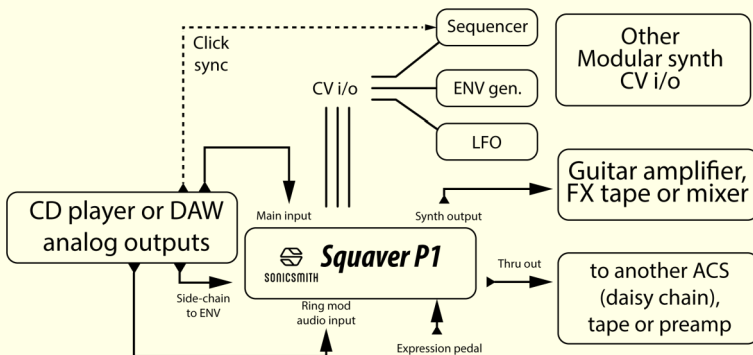 Click
sync
Sequencer
CV i/o
ENV gen.
LFO
Other
Modular synth
CV i/o
CD player or DAW
analog outputs
Main input
Synth output
Guitar amplifier,
FX tape or mixer
SONICSMITH
Squaver P1
Side-chain
to ENV
Ring mod
audio input
Expression pedal
Thru out
to another ACS
(daisy chain),
tape or preamp